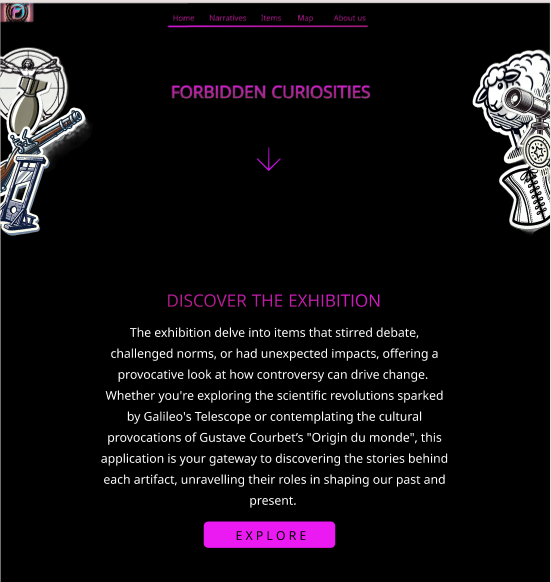 Home Narratives Items Map About us
FORBIDDEN CURIOSITIES
DISCOVER THE EXHIBITION
The exhibition delve into items that stirred debate,
challenged norms, or had unexpected impacts, offering a
provocative look at how controversy can drive change.
Whether you're exploring the scientific revolutions sparked
by Galileo's Telescope or contemplating the cultural
provocations of Gustave Courbet’s "Origin du monde", this
application is your gateway to discovering the stories behind
each artifact, unravelling their roles in shaping our past and
present.
EXPLORE